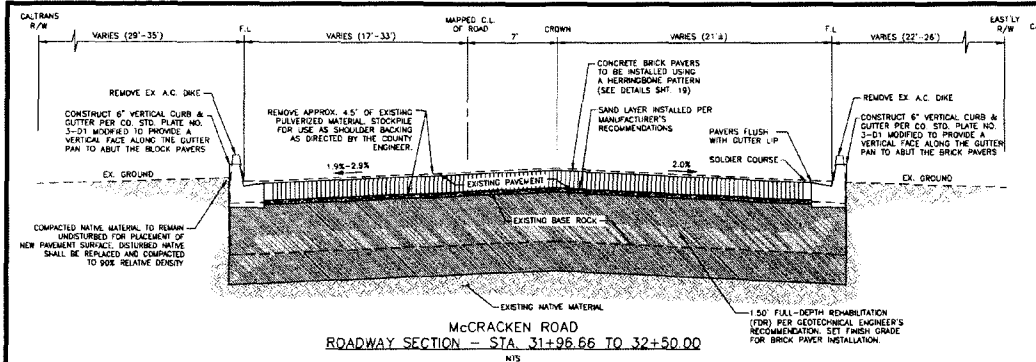 CALTRANS
R/W
MAPPED C.L.
OF ROAD
CROWN
EAST'LY
R/W
VARIES (29'-35')
F.L
VARIES (17'-33')
7'
VARIES (21'±)
F.L
VARIES (22'-26')
REMOVE EX A.C. DIKE
CONSTRUCT 6" VERTICAL CURB &
GUTTER PER CO. STD. PLATE NO.
3-D1 MODIFIED TO PROVIDE A
VERTICAL FACE ALONG THE GUTTER
PAN TO ABUT THE BLOCK PAVERS
REMOVE APPROX. 4.5" OF EXISTING
PULVERIZED MATERIAL. STOCKPILE
FOR USE AS SHOULDER BACKING
AS DIRECTED BY THE COUNTY
ENGINEER.
CONCRETE BRICK PAVERS
TO BE INSTALLED USING
A HERRINGBONE PATTERN
(SEE DETAILS SHT. 19)
SAND LAYER INSTALLED PER
MANUFACTURER'S
RECOMMENDATIONS
PAVERS FLUSH
WITH GUTTER LIP
SOLDIER COURSE
REMOVE EX A.C. DIKE
CONSTRUCT 6" VERTICAL CURB &
GUTTER PER CO. STD. PLATE NO.
3-D1 MODIFIED TO PROVIDE A
VERTICAL FACE ALONG THE GUTTER
PAN TO ABUT THE BRICK PAVERS
EX. GROUND
1.9%-2.9%
EXISTING PAVEMENT
2.0%
EX. GROUND
EXISTING BASE ROCK
COMPACTED NATIVE MATERIAL TO REMAIN
UNDISTURBED FOR PLACEMENT OF
NEW PAVEMENT SURFACE. DISTURBED NATIVE
SHALL BE REPLACED AND COMPACTED
TO 90% RELATIVE DENSITY
EXISTING NATIVE MATERIAL
1.50' FULL-DEPTH REHABILITATION
(FDR) PER GEOTECHNICAL ENGINEER'S
RECOMMENDATION. SET FINISH GRADE
FOR BRICK PAVER INSTALLATION.
McCRACKEN ROAD
ROADWAY SECTION - STA. 31+96.66 TO 32+50.00
NTS